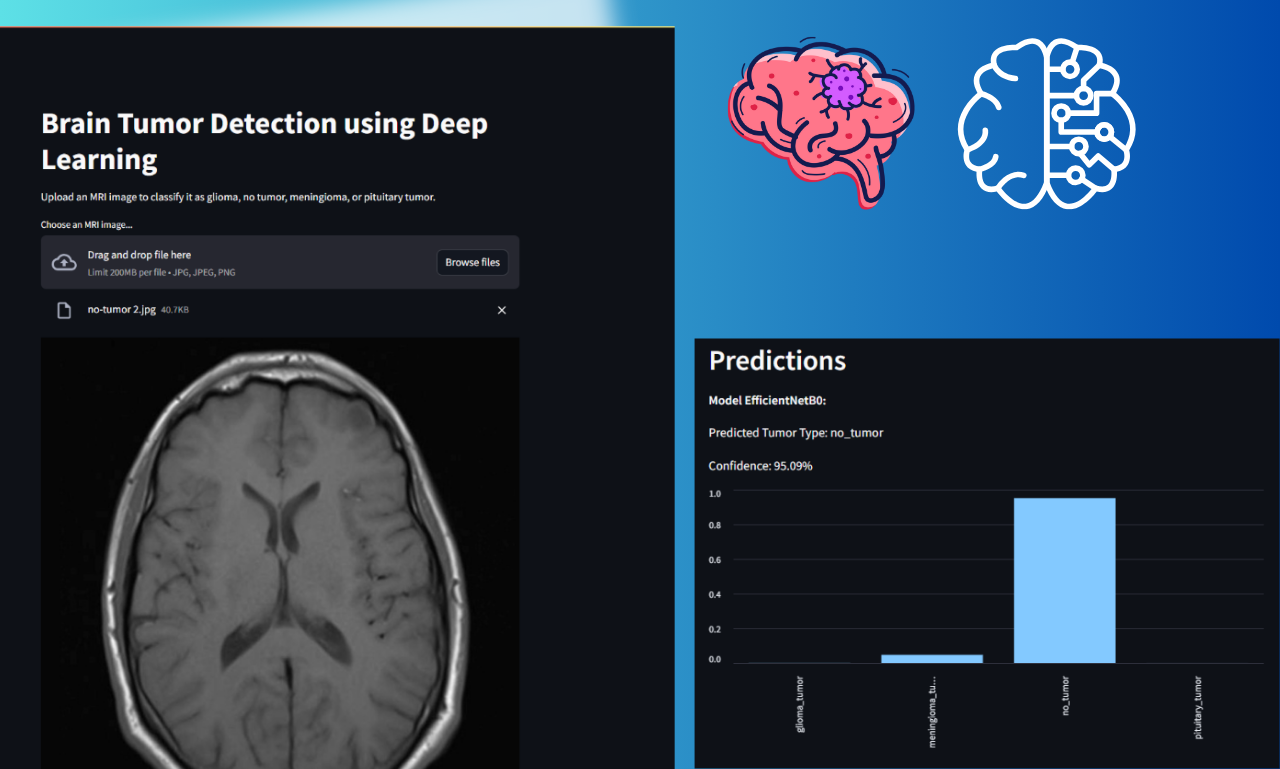 Brain Tumor Detection using Deep
Learning
Upload an MRI image to classify it as glioma, no tumor, meningioma, or pituitary tumor.
Choose an MRI image...
Drag and drop file here
Limit 200MB per file • JPG, JPEG, PNG
Browse files
no-tumor 2.jpg 40.7KB
Predictions
Model EfficientNetB0:
Predicted Tumor Type: no_tumor
Confidence: 95.09%
1.0
0.8
0.6
0.4
0.2
0.0
glioma_tumor
meningioma_tu...
no_tumor
pituitary_tumor